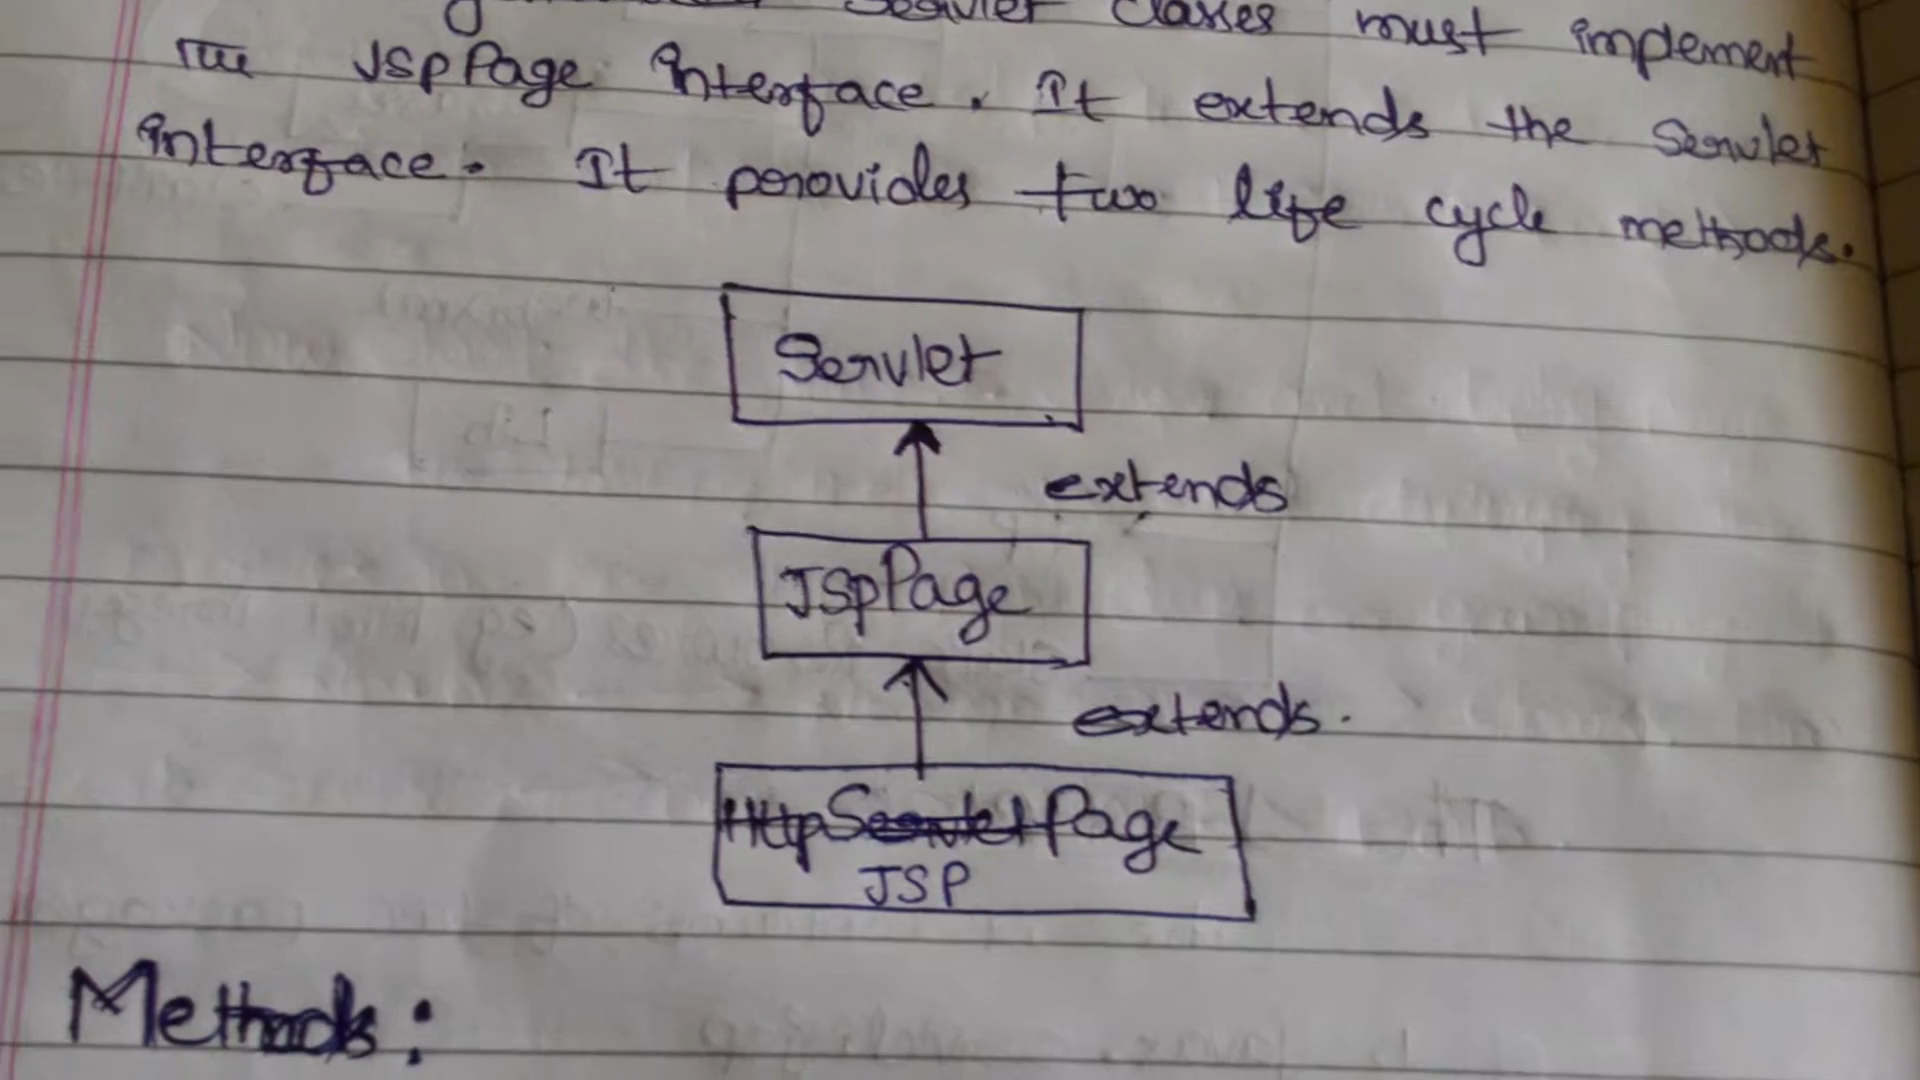 Servlet classes must implement
the JspPage interface. It extends the Servlet
interface. It provides two life cycle methods.
Servlet
extends
JspPage
extends.
HttpServletPage
JSP
Methods: